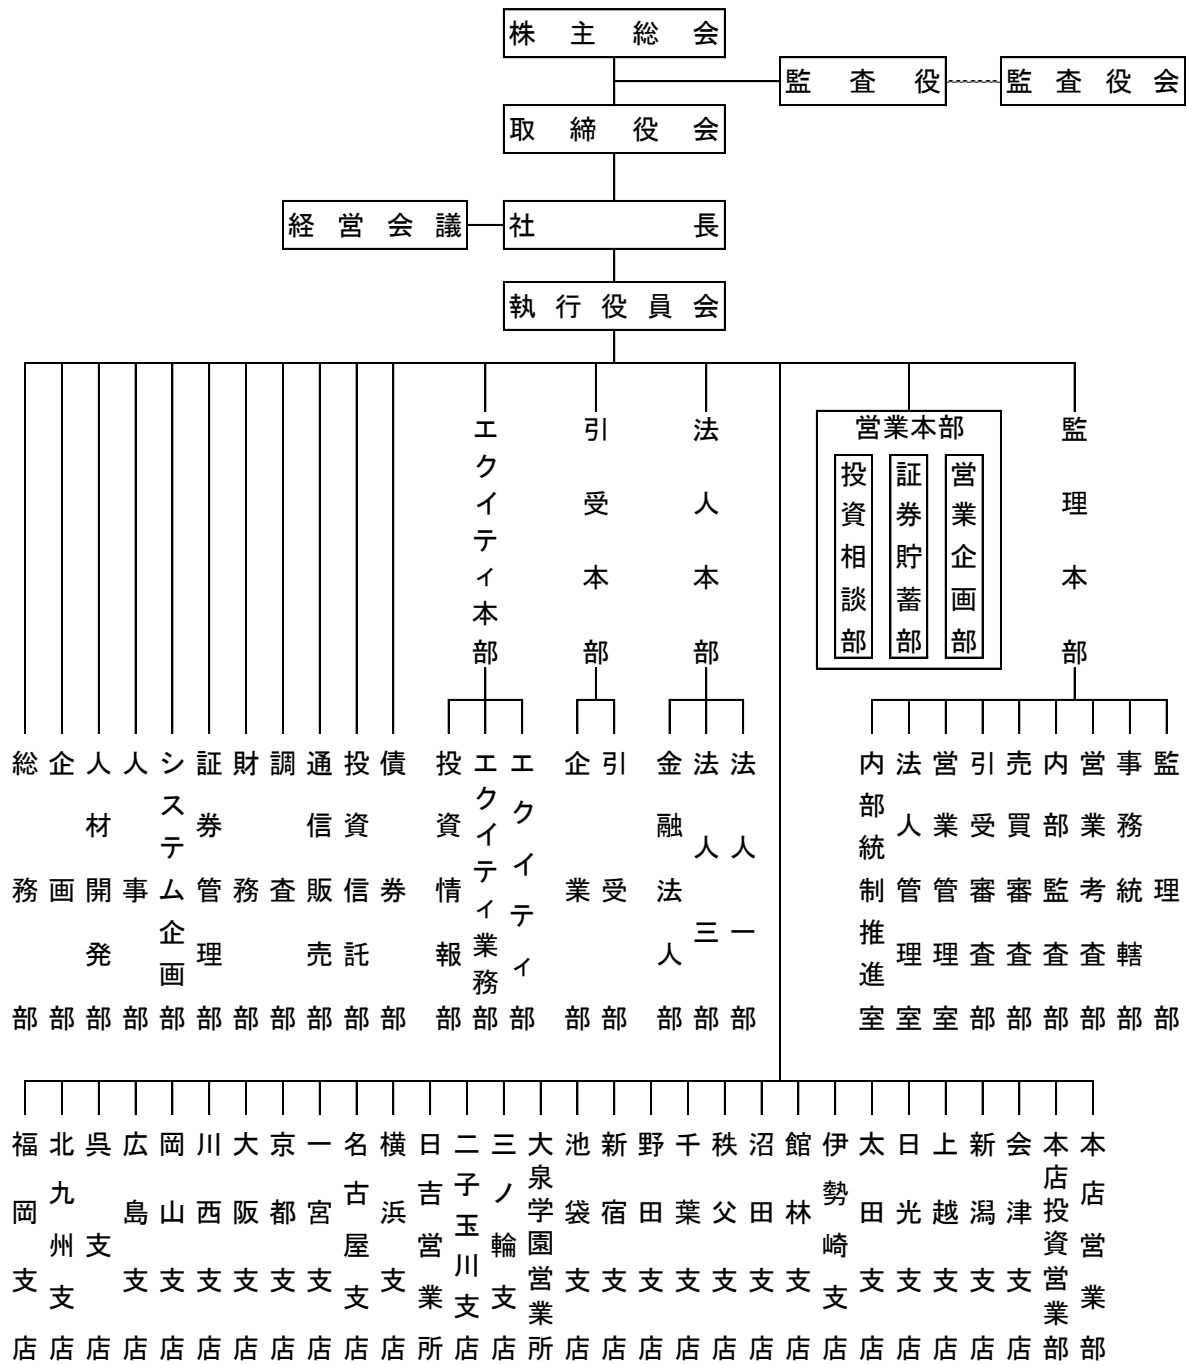 株主総会
監査役
監査役会
取締役会
経営会議
社長
執行役員会
エクイティ本部
引受本部
法人本部
営業本部
投資相談部
証券貯蓄部
営業企画部
監理本部
総務部
企画部
人材開発部
人事部
システム企画部
証券管理部
財務部
調査部
通信販売部
投資信託部
債券部
投資情報部
エクイティ業務部
エクイティ部
企業部
引受部
金融法人部
法人三部
法人一部
内部統制推進室
法人管理室
営業管理室
引受審査部
売買審査部
内部監査部
営業考査部
事務統轄部
監理部
福岡支店
北九州支店
呉支店
広島支店
岡山支店
川西支店
大阪支店
京都支店
一宮支店
名古屋支店
横浜支店
日吉営業所
二子玉川支店
三ノ輪支店
大泉学園営業所
池袋支店
新宿支店
野田支店
千葉支店
秩父支店
沼田支店
館林支店
伊勢崎支店
太田支店
日光支店
上越支店
新潟支店
会津支店
本店投資営業部
本店営業部